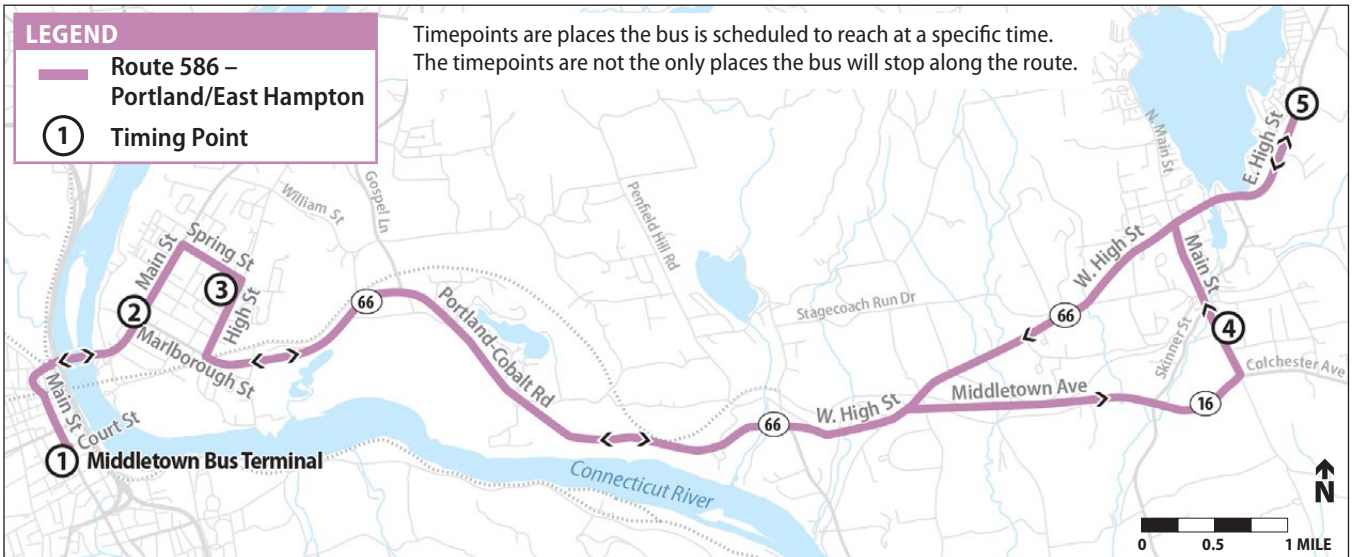 LEGEND
Route 586 –
Portland/East Hampton
1 Timing Point
Timepoints are places the bus is scheduled to reach at a specific time.
The timepoints are not the only places the bus will stop along the route.
5
E. High St
N. Main St
William St
Gospel Ln
Penfield Hill Rd
Spring St
Main St
3
High St
2
Marlborough St
66
Portland-Cobalt Rd
Stagecoach Run Dr
W. High St
66
Main St
4
Skinner St
Colchester Ave
Middletown Ave
16
W. High St
66
Main St
Court St
1 Middletown Bus Terminal
Connecticut River
N
0 0.5 1 MILE